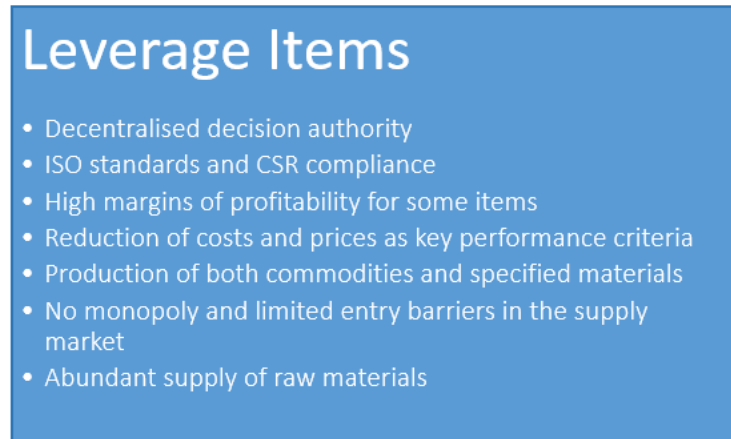 Leverage Items
• Decentralised decision authority
• ISO standards and CSR compliance
• High margins of profitability for some items
• Reduction of costs and prices as key performance criteria
• Production of both commodities and specified materials
• No monopoly and limited entry barriers in the supply
market
• Abundant supply of raw materials